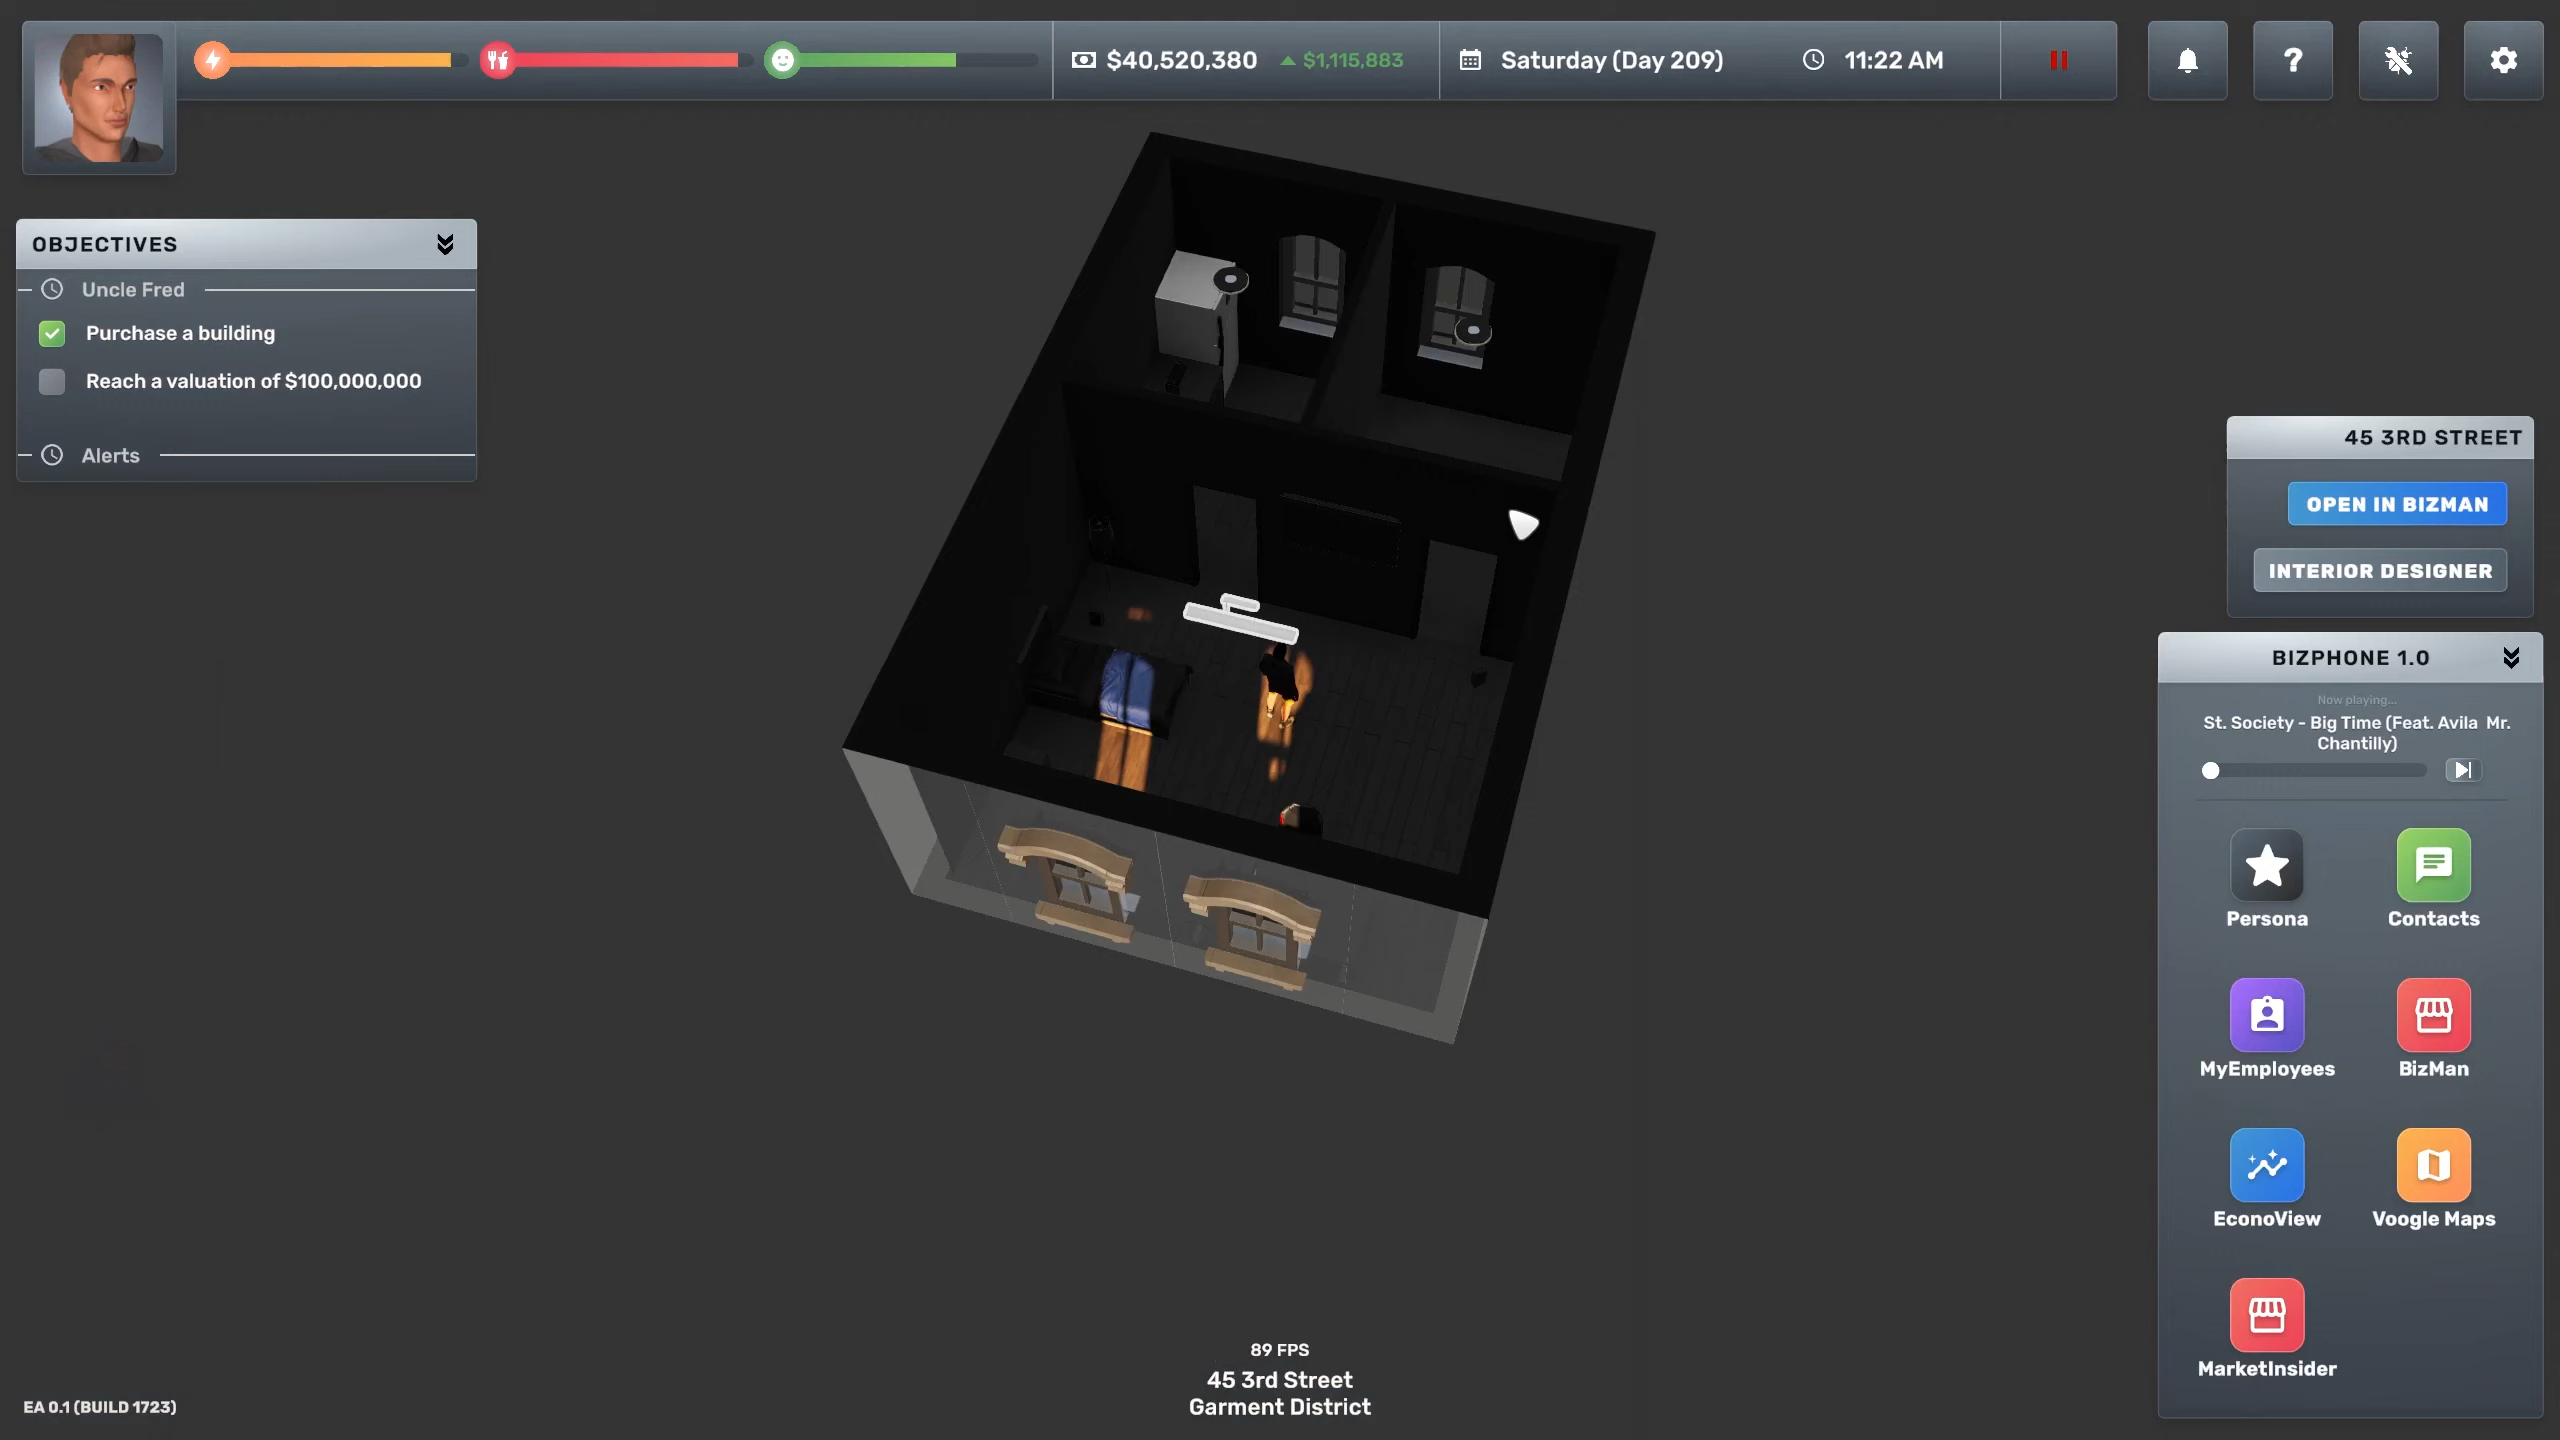 $40,520,380
$1,115,883
Saturday (Day 209)
11:22 AM
?
OBJECTIVES
Uncle Fred
Purchase a building
Reach a valuation of $100,000,000
Alerts
45 3RD STREET
OPEN IN BIZMAN
INTERIOR DESIGNER
BIZPHONE 1.0
Now playing...
St. Society - Big Time (Feat. Avila Mr.
Chantilly)
Persona
Contacts
MyEmployees
BizMan
EconoView
Voogle Maps
MarketInsider
89 FPS
45 3rd Street
Garment District
EA 0.1 (BUILD 1723)